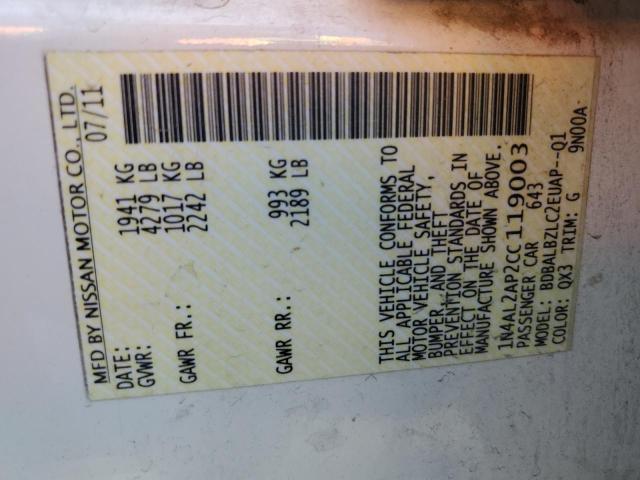 MFD BY NISSAN MOTOR CO., LTD.
DATE: 07/11
GVWR: 1941 KG
4279 LB
GAWR FR.: 1017 KG
2242 LB
GAWR RR.: 993 KG
2189 LB
THIS VEHICLE CONFORMS TO
ALL APPLICABLE FEDERAL
MOTOR VEHICLE SAFETY,
BUMPER, AND THEFT
PREVENTION STANDARDS IN
EFFECT ON THE DATE OF
MANUFACTURE SHOWN ABOVE.
1N4AL2AP2CC119003
PASSENGER CAR 643
MODEL: BDBALBZLC2EUAP--Q1
COLOR: QX3 TRIM: G 9N00A